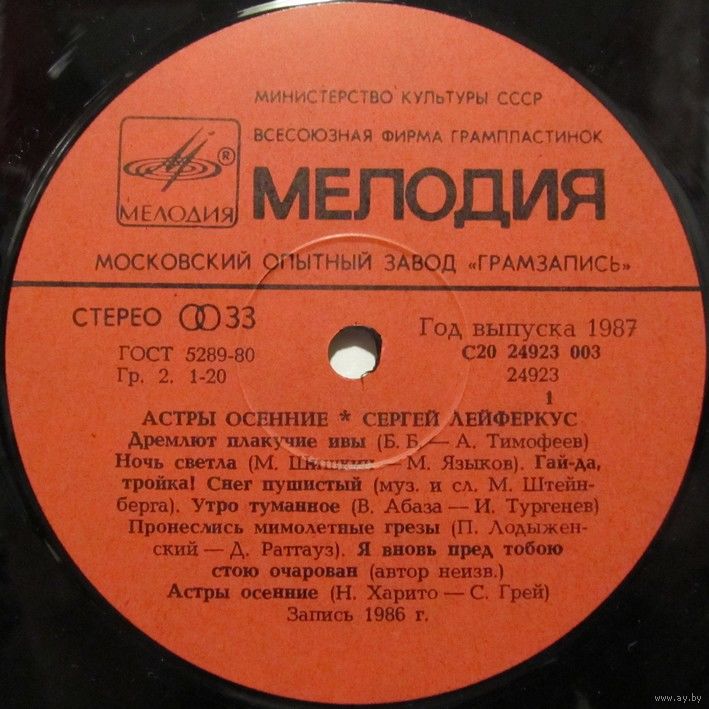 МИНИСТЕРСТВО КУЛЬТУРЫ СССР
ВСЕСОЮЗНАЯ ФИРМА ГРАМПЛАСТИНОК
®
МЕЛОДИЯ
МЕЛОДИЯ
МОСКОВСКИЙ ОПЫТНЫЙ ЗАВОД «ГРАМЗАПИСЬ»
СТЕРЕО 33
Год выпуска 1987
ГОСТ 5289-80
С20 24923 003
Гр. 2. 1-20
24923
1
АСТРЫ ОСЕННИЕ * СЕРГЕЙ ЛЕЙФЕРКУС
Дремлют плакучие ивы (Б. Б. — А. Тимофеев)
Ночь светла (М. Шишкин — М. Языков). Гай-да,
тройка! Снег пушистый (муз. и сл. М. Штейн-
берга). Утро туманное (В. Абаза — И. Тургенев)
Пронеслись мимолетные грезы (П. Лодыжен-
ский — Д. Раттауз). Я вновь пред тобою
стою очарован (автор неизв.)
Астры осенние (Н. Харито — С. Грей)
Запись 1986 г.
www.ay.by